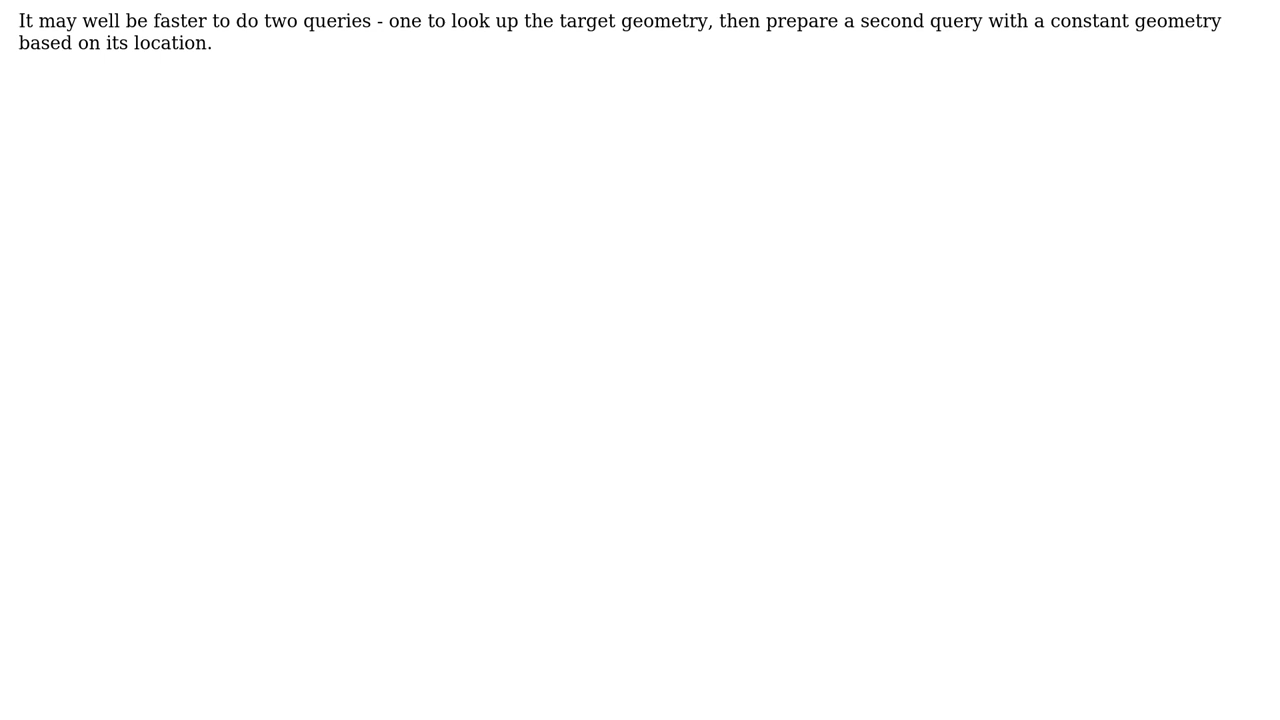 It may well be faster to do two queries - one to look up the target geometry, then prepare a second query with a constant geometry
based on its location.